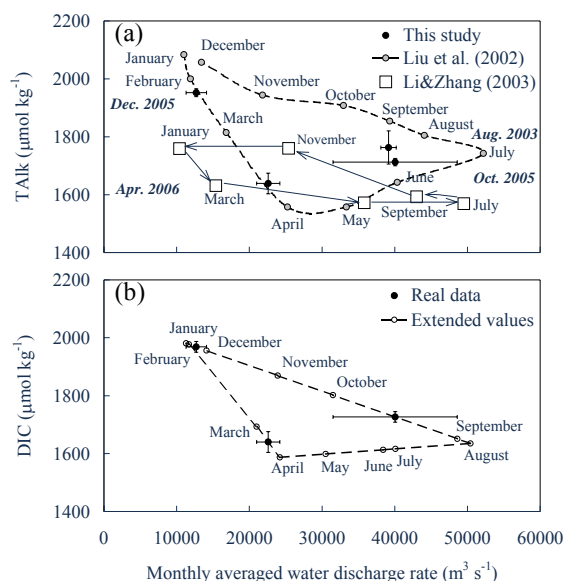 (a)
This study
Liu et al. (2002)
Li&Zhang (2003)
December
January
February
November
Dec. 2005
October
September
March
August
Aug. 2003
January
November
July
Oct. 2005
June
Apr. 2006
March
September
July
April
May
2200
2000
1800
1600
1400
TAlk (µmol kg⁻¹)
(b)
Real data
Extended values
January
December
February
November
October
March
September
April
May
June
July
August
2200
2000
1800
1600
1400
DIC (µmol kg⁻¹)
0 10000 20000 30000 40000 50000 60000
Monthly averaged water discharge rate (m³ s⁻¹)